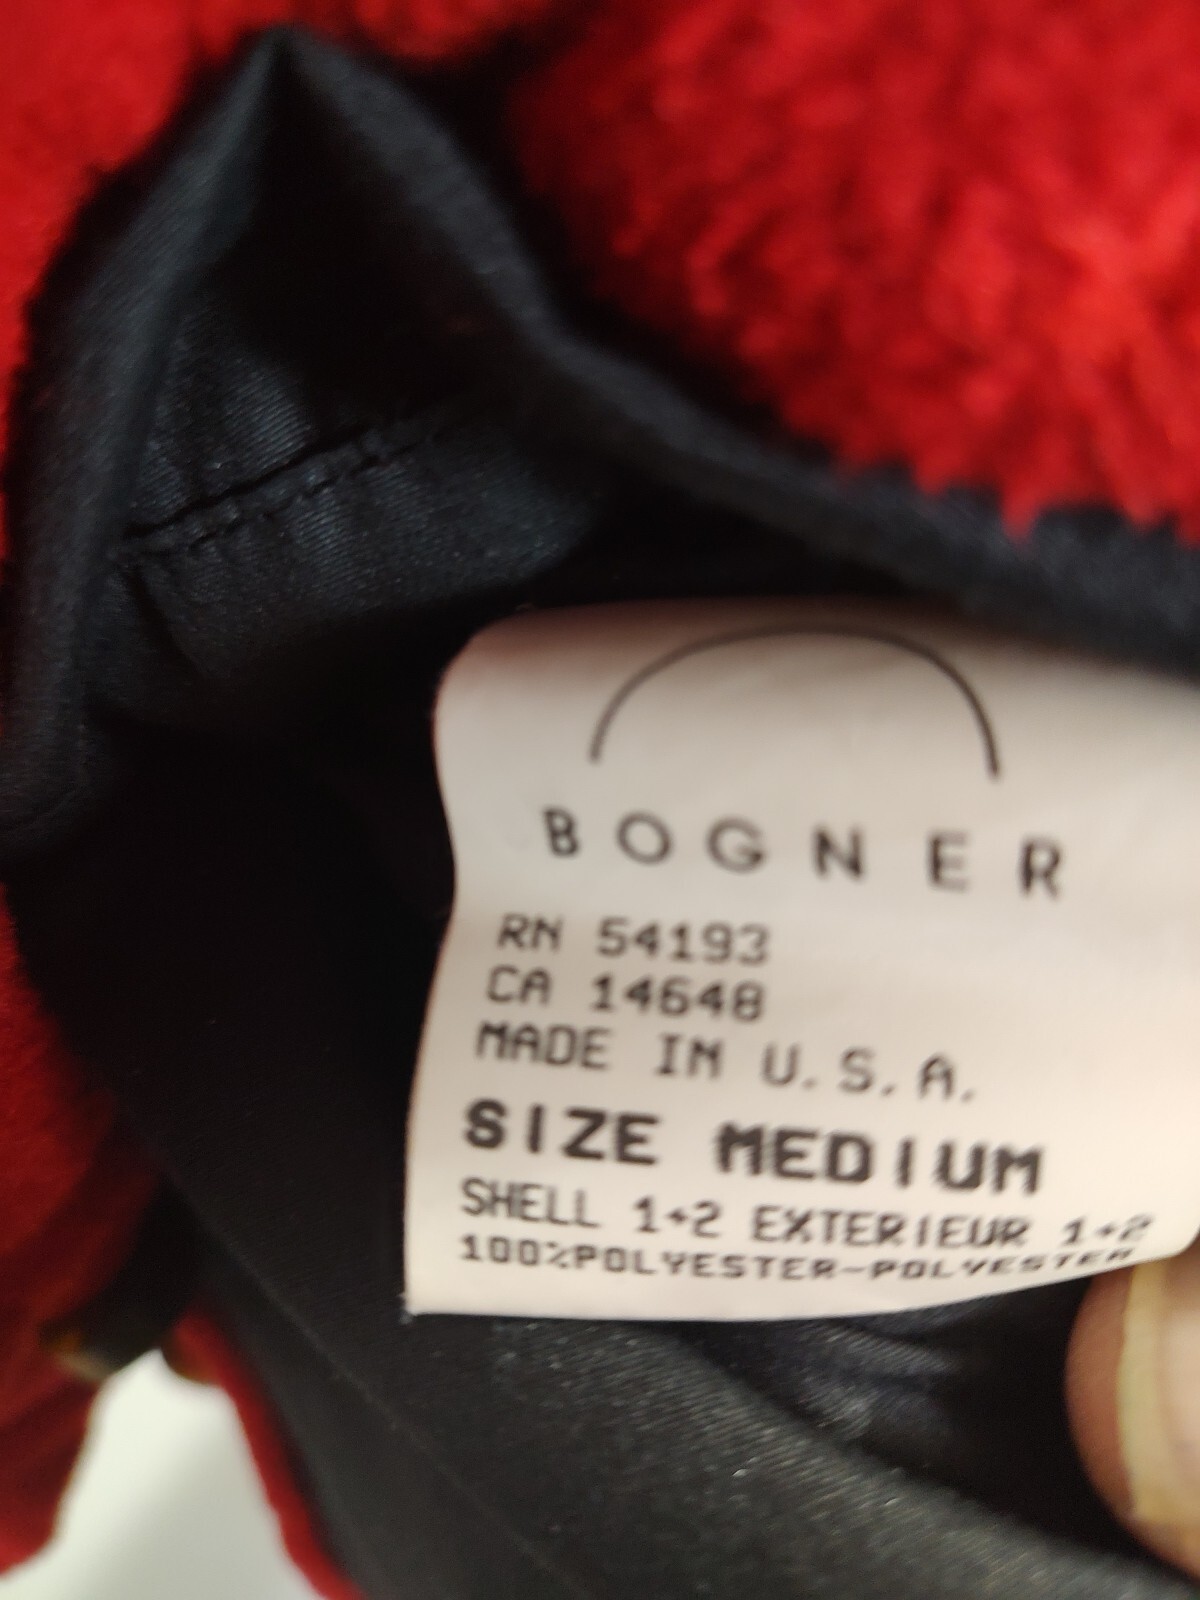 BOGNER
RN 54193
CA 14648
MADE IN U.S.A.
SIZE MEDIUM
SHELL 1+2 EXTERIEUR 1+2
100%POLYESTER-POLYESTER